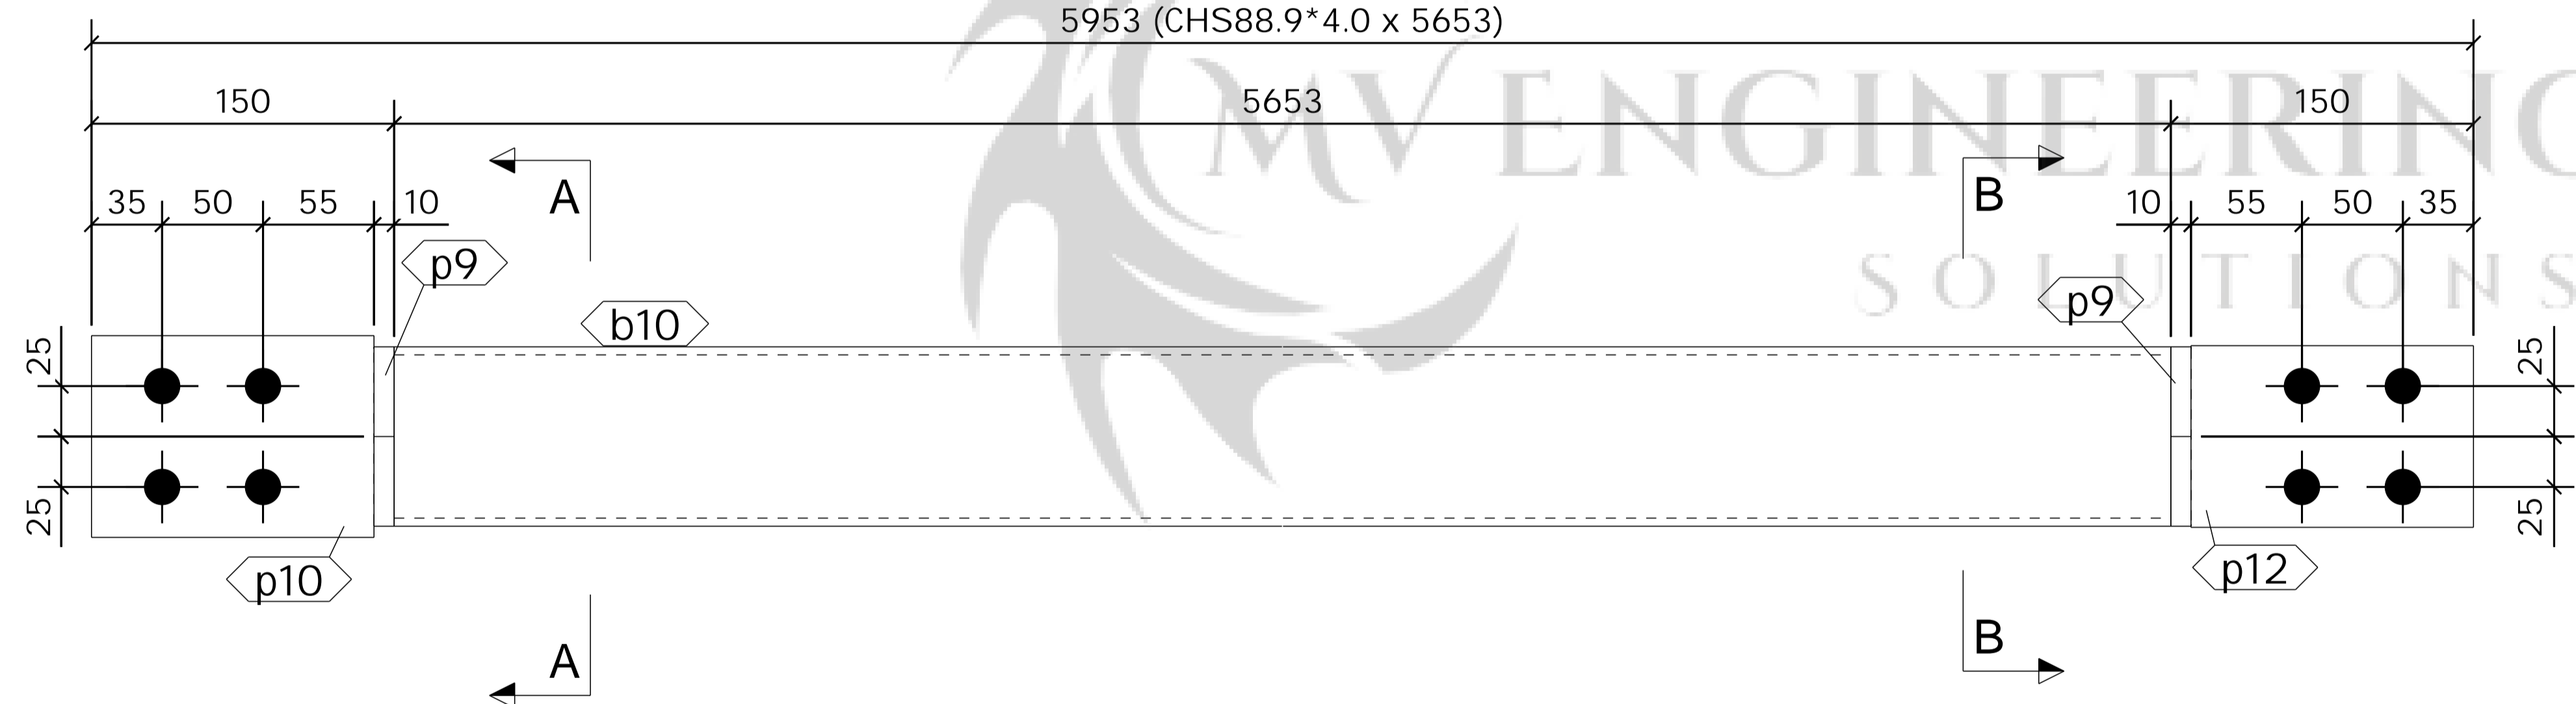 5953 (CHS88.9*4.0 x 5653)
MV ENGINEERING
SOLUTIONS
150 5653 150
35 50 55 10 A B 10 55 50 35
p9 p9
b10
25 25
25 25
p10 p12
A B